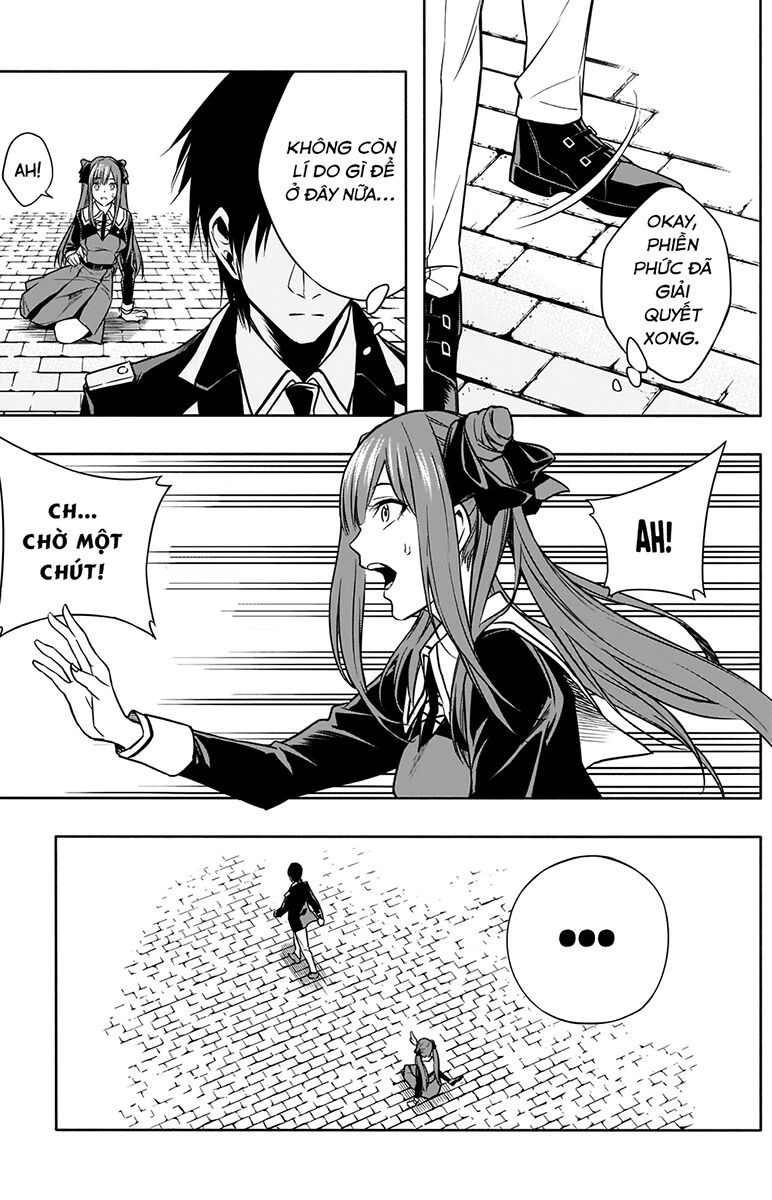 OKAY,
PHIỀN
PHỨC ĐÃ
GIẢI
QUYẾT
XONG.
KHÔNG CÒN
LÍ DO GÌ ĐỂ
Ở ĐÂY NỮA...
AH!
AH!
CH...
CHỜ MỘT
CHÚT!
...